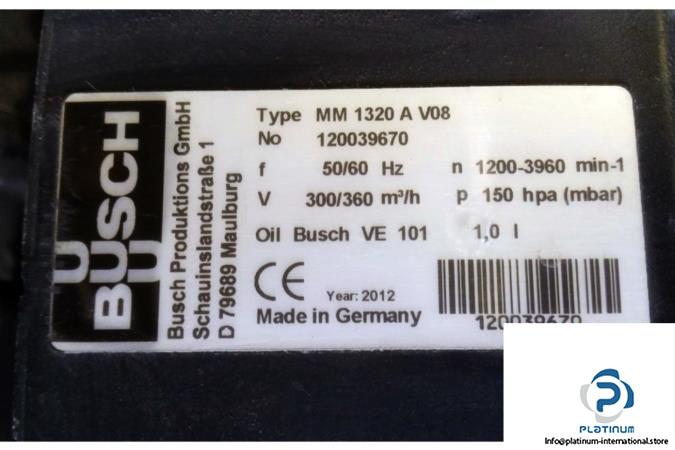 BUSCH
Busch Produktions GmbH
Schauinslandstraße 1
D 79689 Maulburg
Type MM 1320 A V08
No 120039670
f 50/60 Hz n 1200-3960 min-1
V 300/360 m³/h p 150 hpa (mbar)
Oil Busch VE 101 1,0 l
CE Year: 2012
Made in Germany
120039670
PLATINUM
Info@platinum-international.store